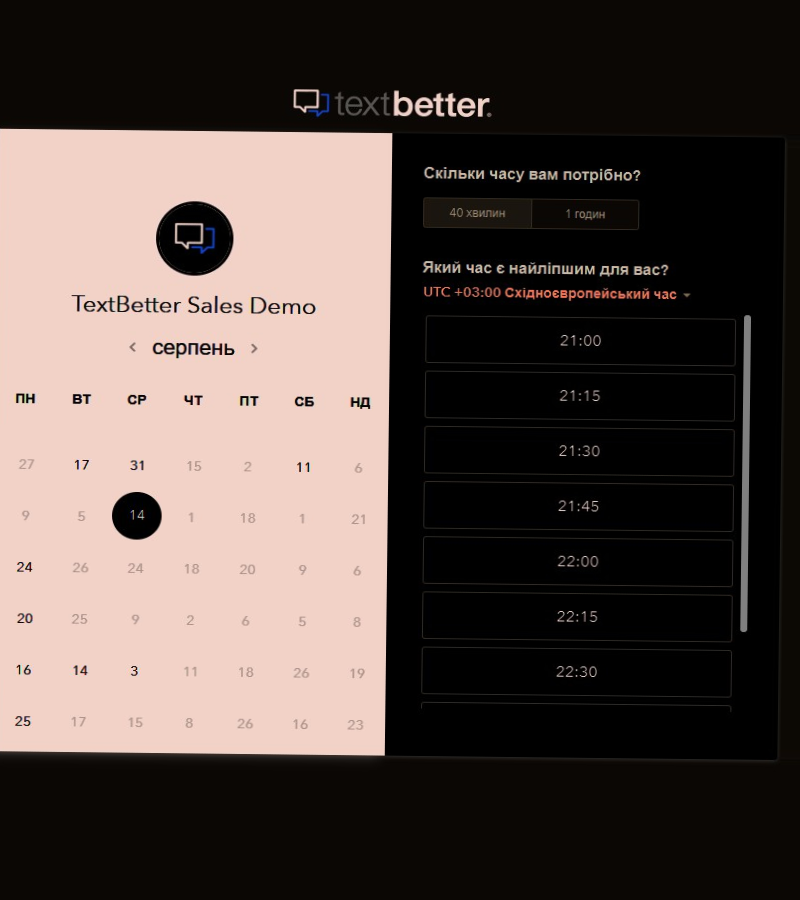 textbetter.
TextBetter Sales Demo
серпень
ПН ВТ СР ЧТ ПТ СБ НД
27 17 31 15 2 11 6
9 5 14 1 18 1 21
24 26 24 18 20 9 6
20 25 9 2 6 5 8
16 14 3 11 18 26 19
25 17 15 8 26 16 23
Скільки часу вам потрібно?
40 хвилин 1 годин
Який час є найліпшим для вас?
UTC +03:00 Східноєвропейський час
21:00
21:15
21:30
21:45
22:00
22:15
22:30